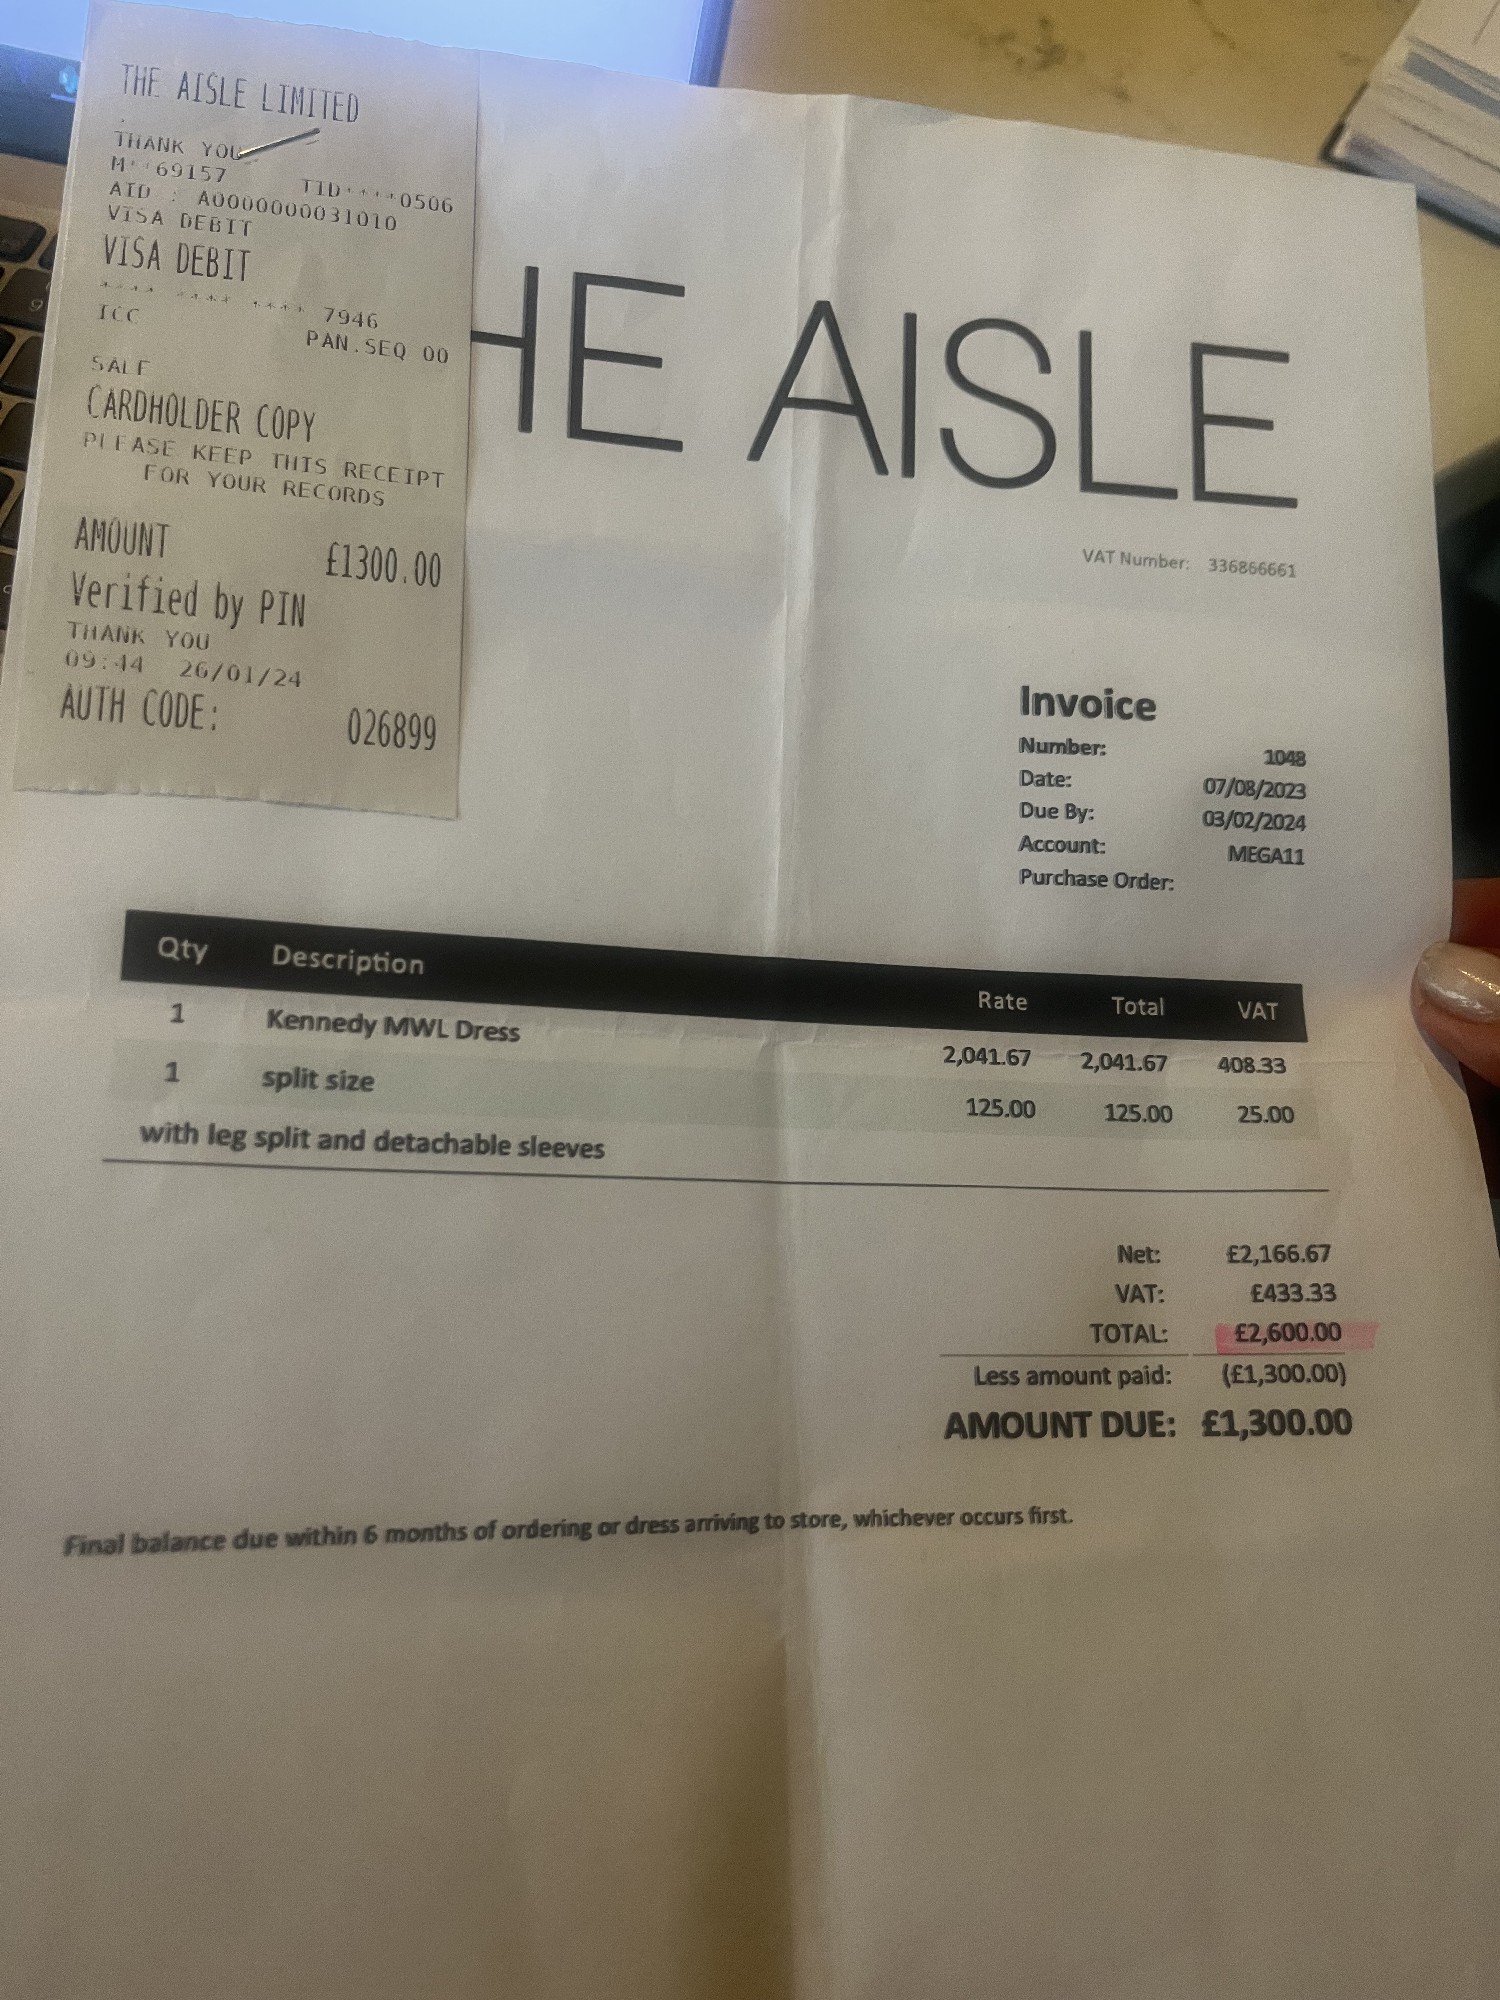 THE AISLE LIMITED
THANK YOU
M**69157 TID****0506
AID : A0000000031010
VISA DEBIT
VISA DEBIT
**** **** **** 7946
ICC PAN.SEQ 00
SALE
CARDHOLDER COPY
PLEASE KEEP THIS RECEIPT
FOR YOUR RECORDS
AMOUNT £1300.00
Verified by PIN
THANK YOU
09:44 26/01/24
AUTH CODE: 026899
HE AISLE
VAT Number: 336866661
Invoice
Number: 1048
Date: 07/08/2023
Due By: 03/02/2024
Account: MEGA11
Purchase Order:
Qty Description Rate Total VAT
1 Kennedy MWL Dress 2,041.67 2,041.67 408.33
1 split size 125.00 125.00 25.00
with leg split and detachable sleeves
Net: £2,166.67
VAT: £433.33
TOTAL: £2,600.00
Less amount paid: (£1,300.00)
AMOUNT DUE: £1,300.00
Final balance due within 6 months of ordering or dress arriving to store, whichever occurs first.